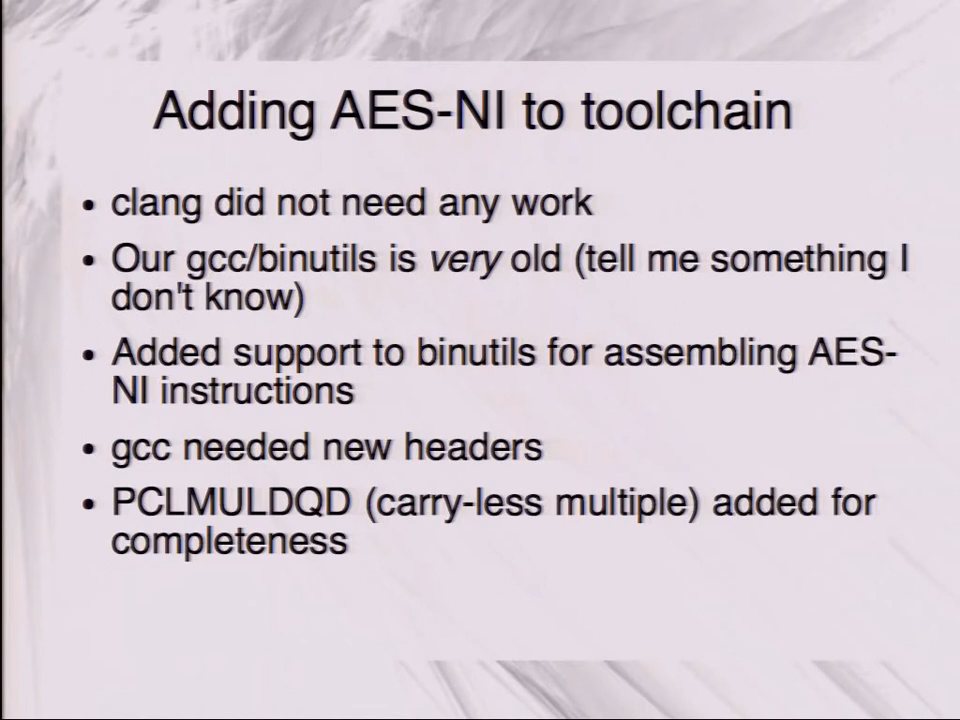 Adding AES-NI to toolchain
• clang did not need any work
• Our gcc/binutils is very old (tell me something I
don't know)
• Added support to binutils for assembling AES-
NI instructions
• gcc needed new headers
• PCLMULDQD (carry-less multiple) added for
completeness